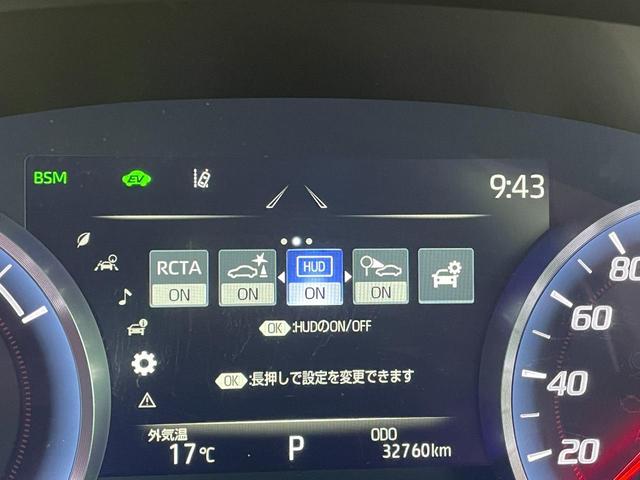 BSM EV 9:43
RCTA HUD
ON ON ON ON
OK :HUDのON/OFF
OK :長押しで設定を変更できます
外気温 ODO
17℃ P 32760km
80
60
40
20